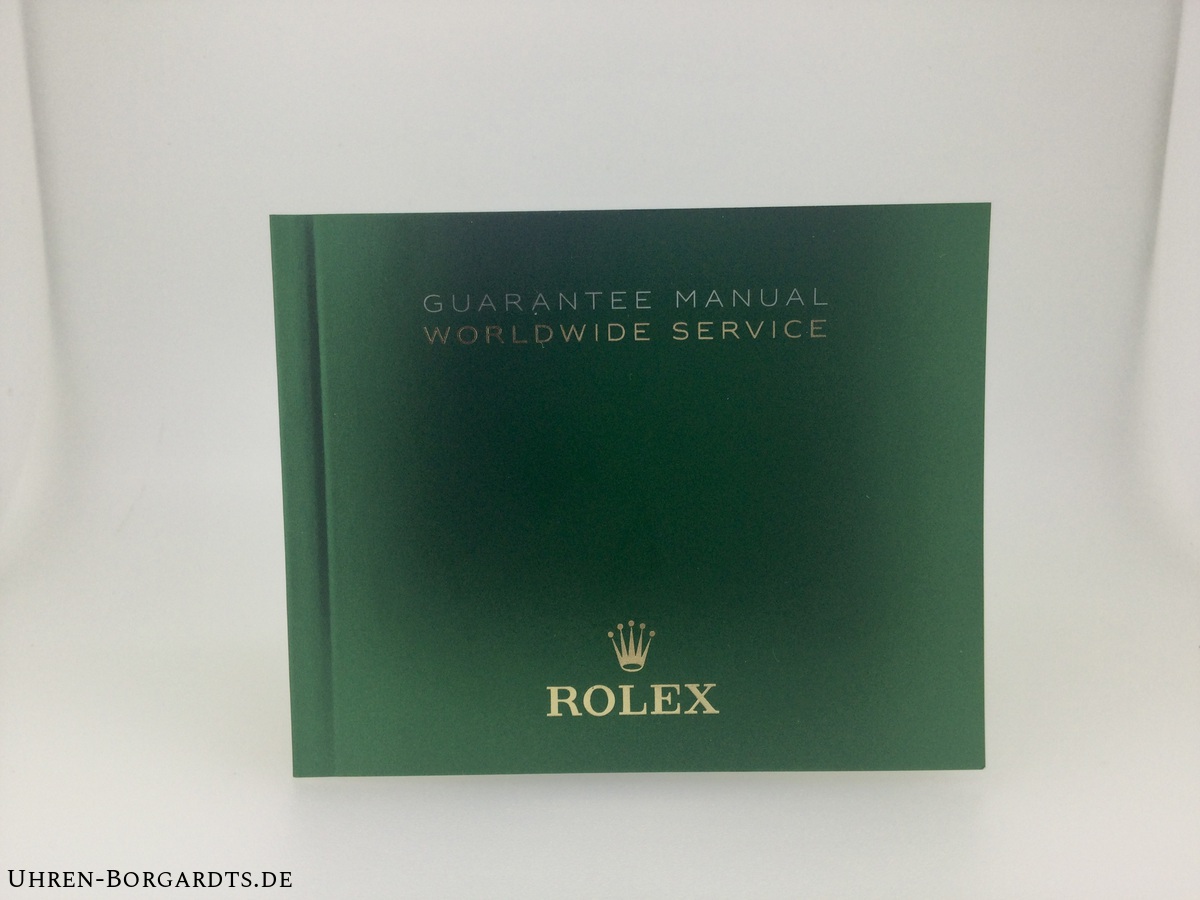 GUARANTEE MANUAL
WORLDWIDE SERVICE
ROLEX
UHREN-BORGARDTS.DE